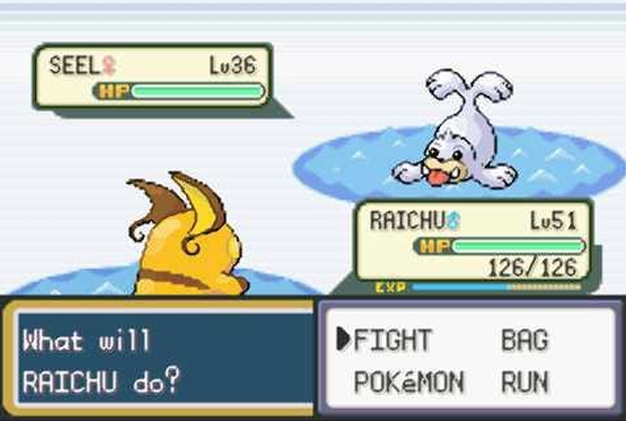 SEEL♀ Lv36
HP
RAICHU♂ Lv51
HP
126/126
EXP
What will
RAICHU do?
▶FIGHT BAG
POKéMON RUN